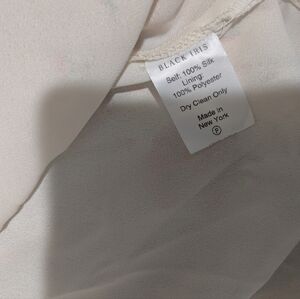 BLACK IRIS
Self: 100% Silk
Lining:
100% Polyester
Dry Clean Only
Made in
New York
P